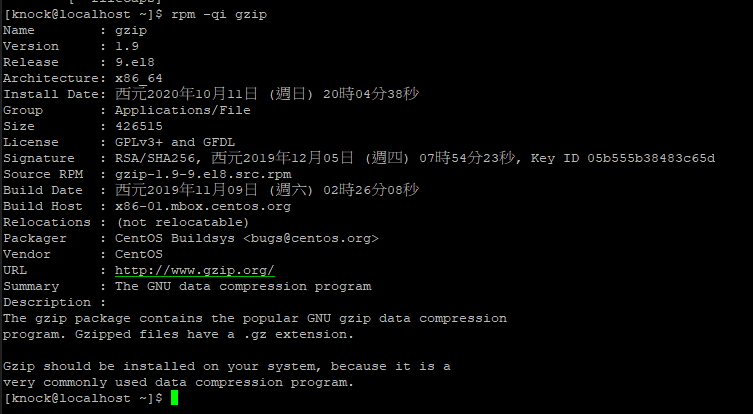 [knock@localhost ~]$ rpm -qi gzip
Name        : gzip
Version     : 1.9
Release     : 9.el8
Architecture: x86_64
Install Date: 西元2020年10月11日 (週日) 20時04分38秒
Group       : Applications/File
Size        : 426515
License     : GPLv3+ and GFDL
Signature   : RSA/SHA256, 西元2019年12月05日 (週四) 07時54分23秒, Key ID 05b555b38483c65d
Source RPM  : gzip-1.9-9.el8.src.rpm
Build Date  : 西元2019年11月09日 (週六) 02時26分08秒
Build Host  : x86-01.mbox.centos.org
Relocations : (not relocatable)
Packager    : CentOS Buildsys <bugs@centos.org>
Vendor      : CentOS
URL         : http://www.gzip.org/
Summary     : The GNU data compression program
Description :
The gzip package contains the popular GNU gzip data compression
program. Gzipped files have a .gz extension.

Gzip should be installed on your system, because it is a
very commonly used data compression program.
[knock@localhost ~]$